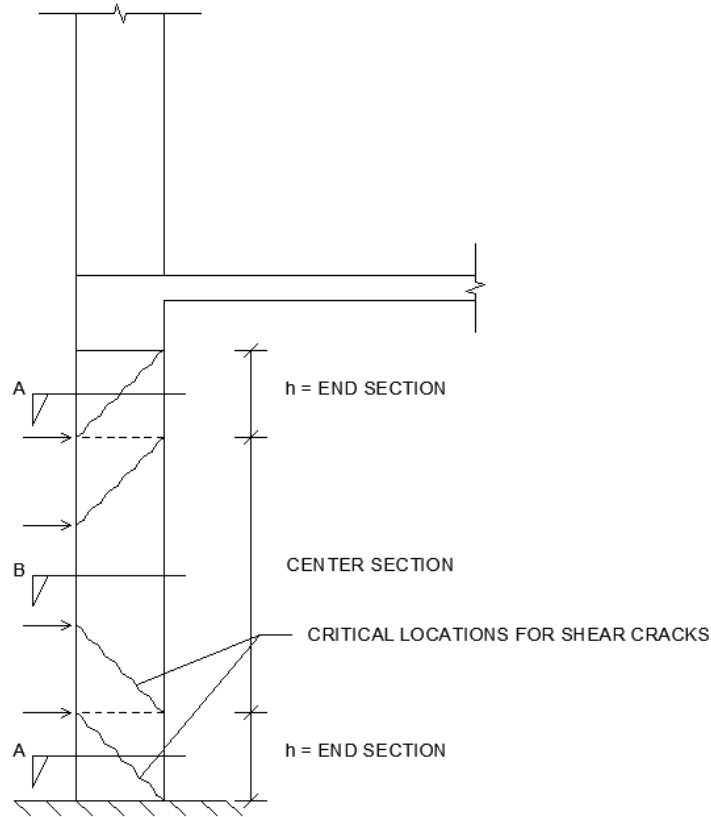 A
h = END SECTION
B
CENTER SECTION
CRITICAL LOCATIONS FOR SHEAR CRACKS
A
h = END SECTION